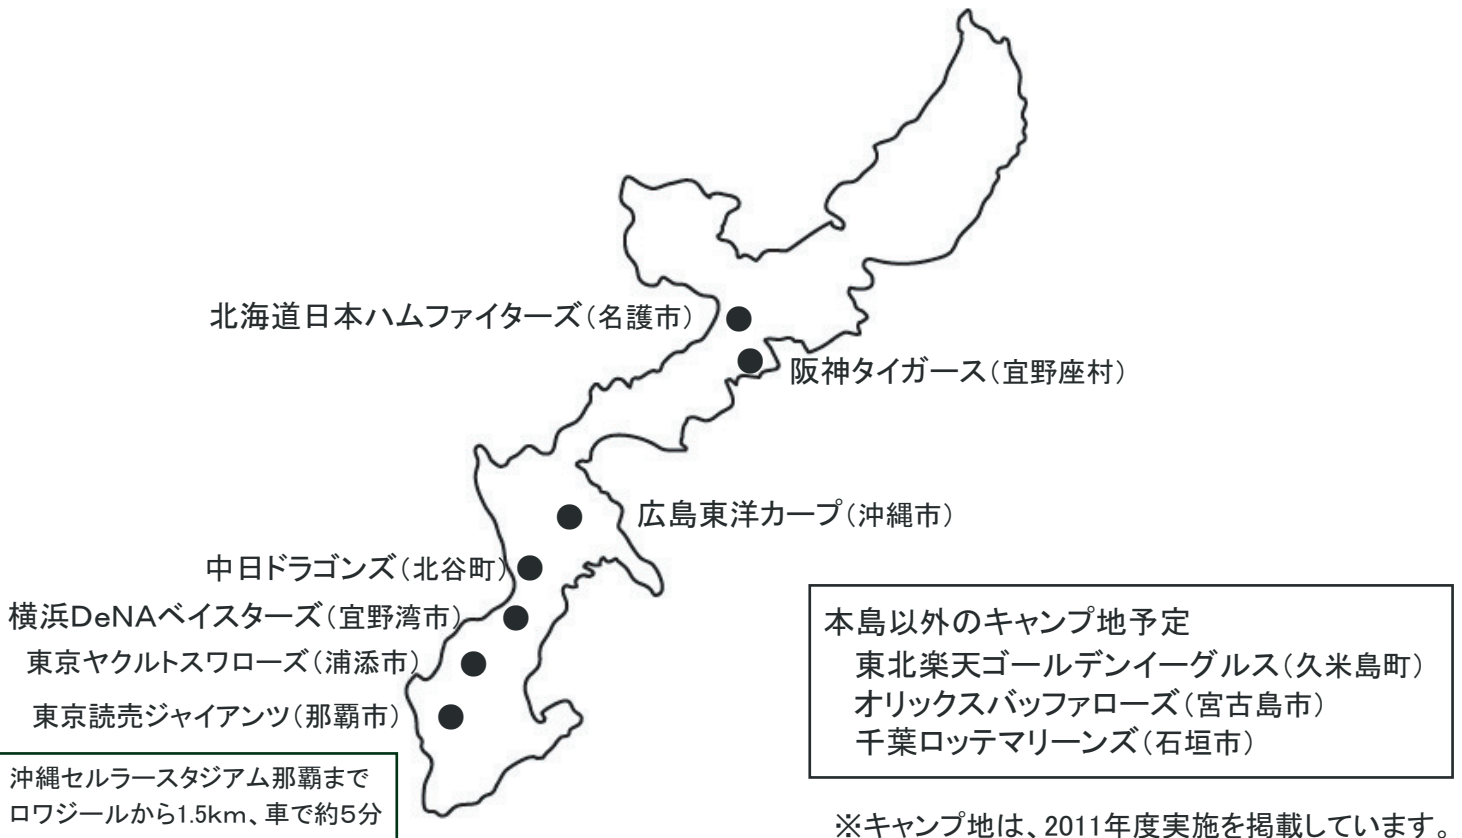 北海道日本ハムファイターズ(名護市)
阪神タイガース(宜野座村)
広島東洋カープ(沖縄市)
中日ドラゴンズ(北谷町)
横浜DeNAベイスターズ(宜野湾市)
東京ヤクルトスワローズ(浦添市)
東京読売ジャイアンツ(那覇市)
沖縄セルラースタジアム那覇まで
ロワジールから1.5km、車で約5分
本島以外のキャンプ地予定
東北楽天ゴールデンイーグルス(久米島町)
オリックスバッファローズ(宮古島市)
千葉ロッテマリーンズ(石垣市)
※キャンプ地は、2011年度実施を掲載しています。